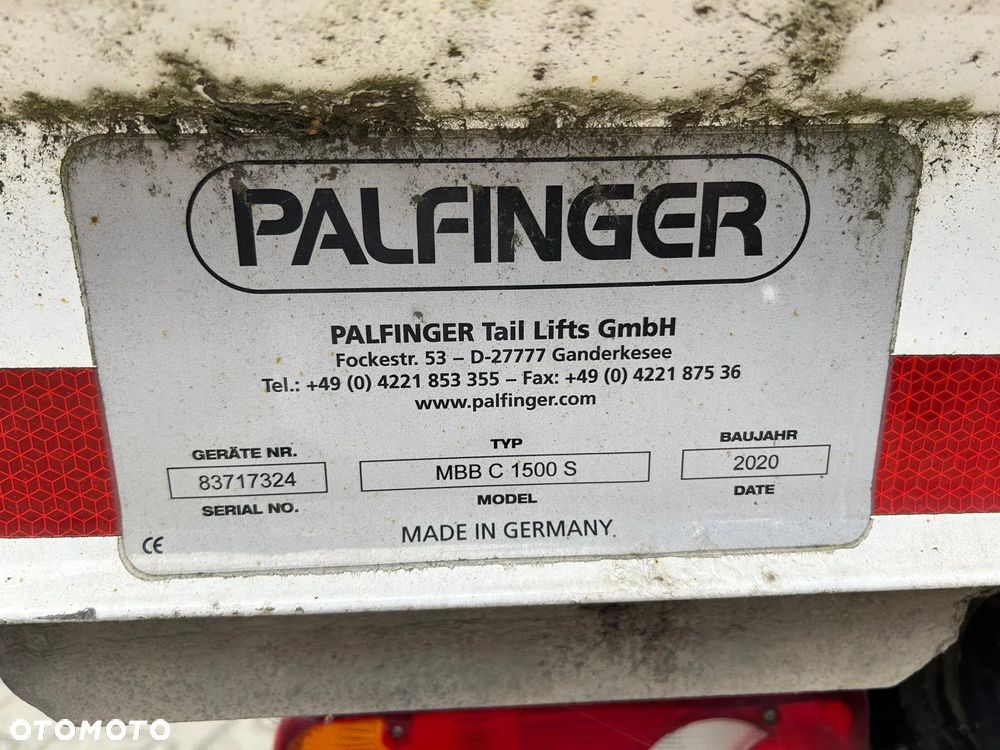 PALFINGER
PALFINGER Tail Lifts GmbH
Fockestr. 53 – D-27777 Ganderkesee
Tel.: +49 (0) 4221 853 355 – Fax: +49 (0) 4221 875 36
www.palfinger.com
GERÄTE NR. TYP BAUJAHR
83717324 MBB C 1500 S 2020
SERIAL NO. MODEL DATE
CE MADE IN GERMANY.
OTOMOTO